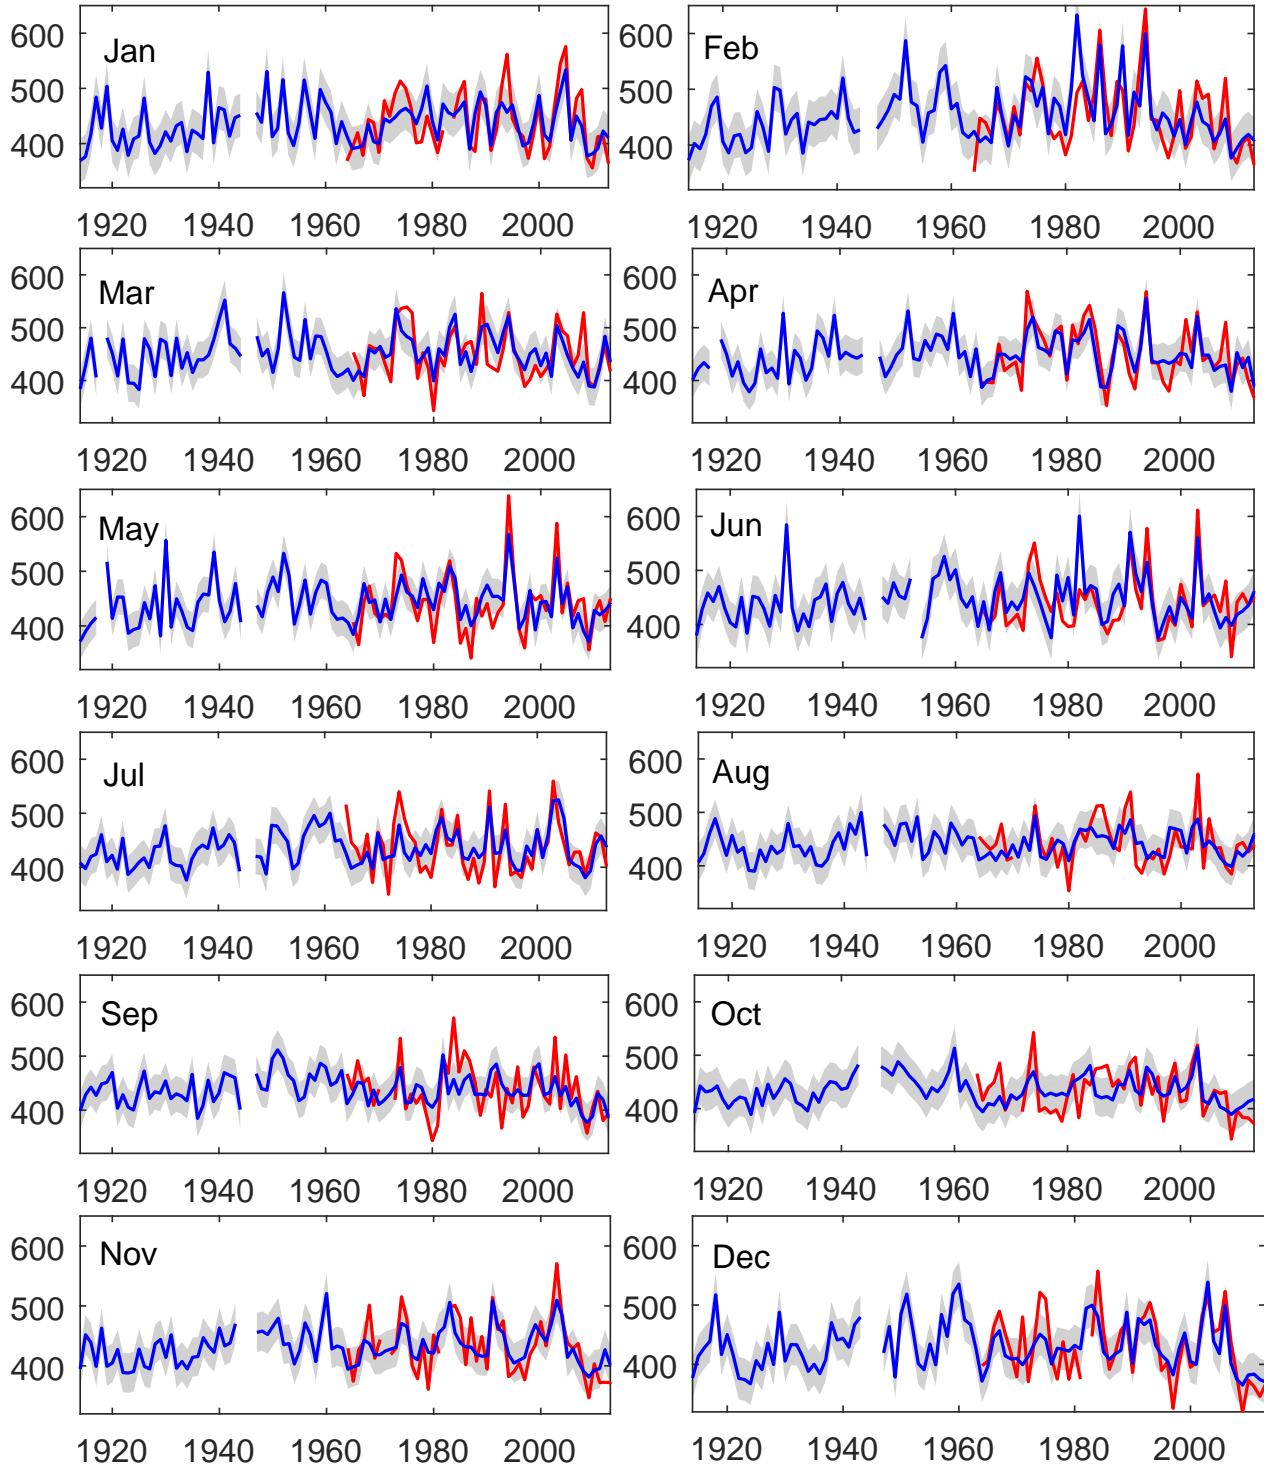 600 500 400 Jan
1920 1940 1960 1980 2000
600 500 400 Feb
1920 1940 1960 1980 2000
600 500 400 Mar
1920 1940 1960 1980 2000
600 500 400 Apr
1920 1940 1960 1980 2000
600 500 400 May
1920 1940 1960 1980 2000
600 500 400 Jun
1920 1940 1960 1980 2000
600 500 400 Jul
1920 1940 1960 1980 2000
600 500 400 Aug
1920 1940 1960 1980 2000
600 500 400 Sep
1920 1940 1960 1980 2000
600 500 400 Oct
1920 1940 1960 1980 2000
600 500 400 Nov
1920 1940 1960 1980 2000
600 500 400 Dec
1920 1940 1960 1980 2000